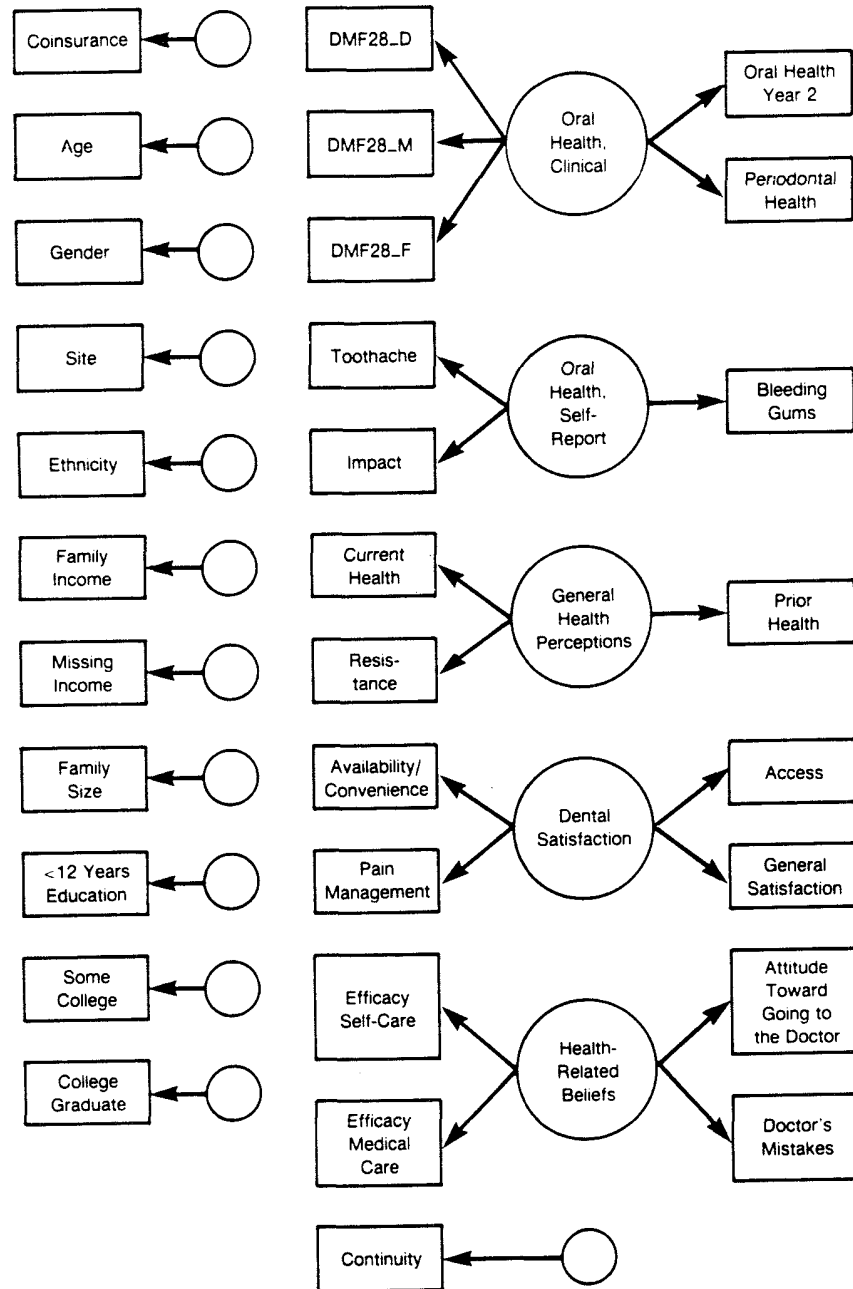 Coinsurance
Age
Gender
Site
Ethnicity
Family
Income
Missing
Income
Family
Size
<12 Years
Education
Some
College
College
Graduate
DMF28_D
DMF28_M
DMF28_F
Oral
Health,
Clinical
Oral Health
Year 2
Periodontal
Health
Toothache
Impact
Oral
Health,
Self-
Report
Bleeding
Gums
Current
Health
Resis-
tance
General
Health
Perceptions
Prior
Health
Availability/
Convenience
Pain
Management
Dental
Satisfaction
Access
General
Satisfaction
Efficacy
Self-Care
Efficacy
Medical
Care
Health-
Related
Beliefs
Attitude
Toward
Going to
the Doctor
Doctor's
Mistakes
Continuity